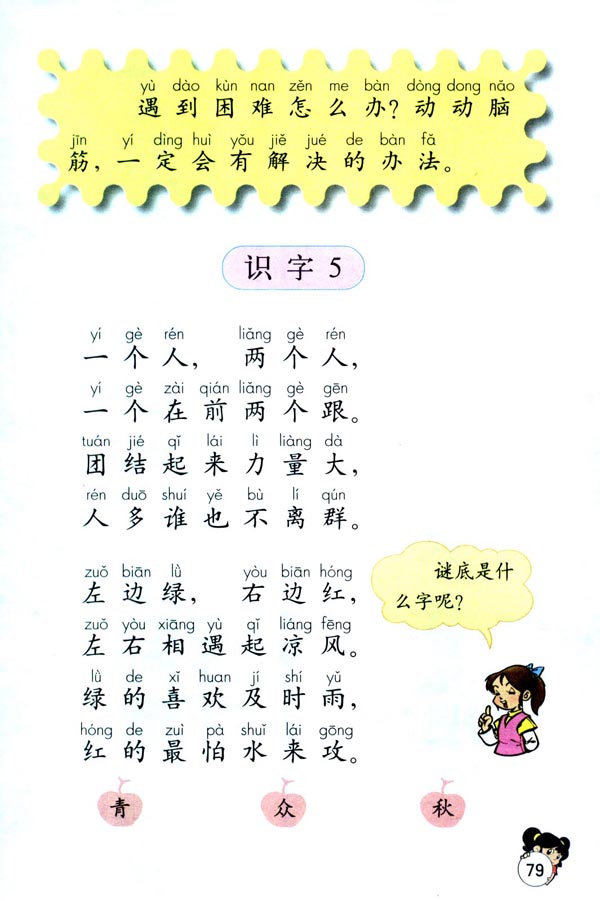 yù dào kùn nan zěn me bàn dòng dong nǎo
遇到困难怎么办?动动脑
jīn yí dìng huì yǒu jiě jué de bàn fǎ
筋,一定会有解决的办法。
识字5
yí gè rén liǎng gè rén
一个人, 两个人,
yí gè zài qián liǎng gè gēn
一个在前两个跟。
tuán jié qǐ lái lì liàng dà
团结起来力量大,
rén duō shuí yě bù lí qún
人多谁也不离群。
zuǒ biān lǜ yòu biān hóng
左边绿, 右边红,
zuǒ yòu xiāng yù qǐ liáng fēng
左右相遇起凉风。
lǜ de xǐ huan jí shí yǔ
绿的喜欢及时雨,
hóng de zuì pà shuǐ lái gōng
红的最怕水来攻。
谜底是什
么字呢?
青 众 秋
79